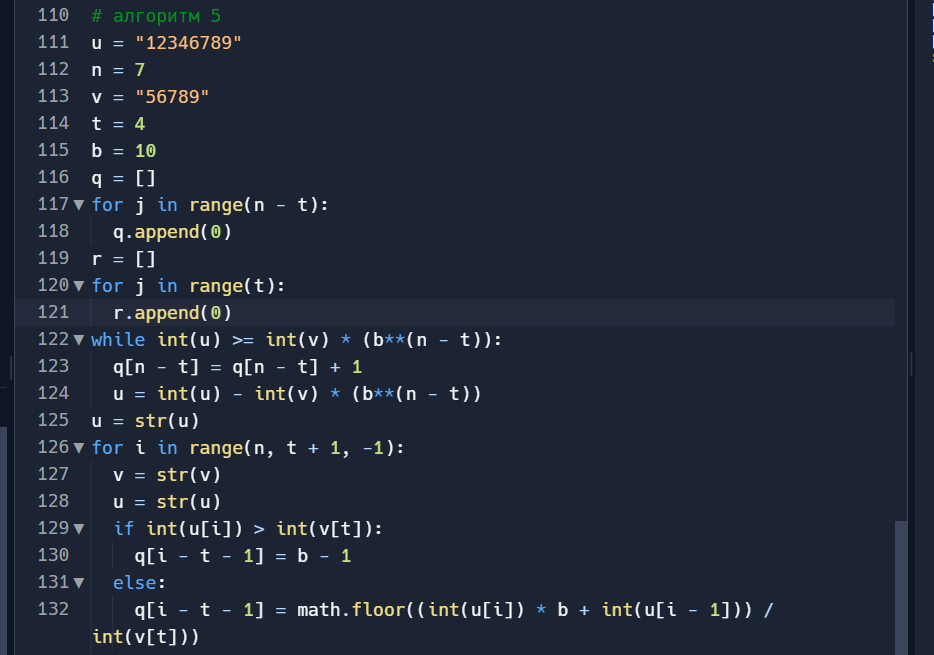 110 # алгоритм 5
111 u = "12346789"
112 n = 7
113 v = "56789"
114 t = 4
115 b = 10
116 q = []
117 for j in range(n - t):
118 q.append(0)
119 r = []
120 for j in range(t):
121 r.append(0)
122 while int(u) >= int(v) * (b**(n - t)):
123 q[n - t] = q[n - t] + 1
124 u = int(u) - int(v) * (b**(n - t))
125 u = str(u)
126 for i in range(n, t + 1, -1):
127 v = str(v)
128 u = str(u)
129 if int(u[i]) > int(v[t]):
130 q[i - t - 1] = b - 1
131 else:
132 q[i - t - 1] = math.floor((int(u[i]) * b + int(u[i - 1])) /
int(v[t]))